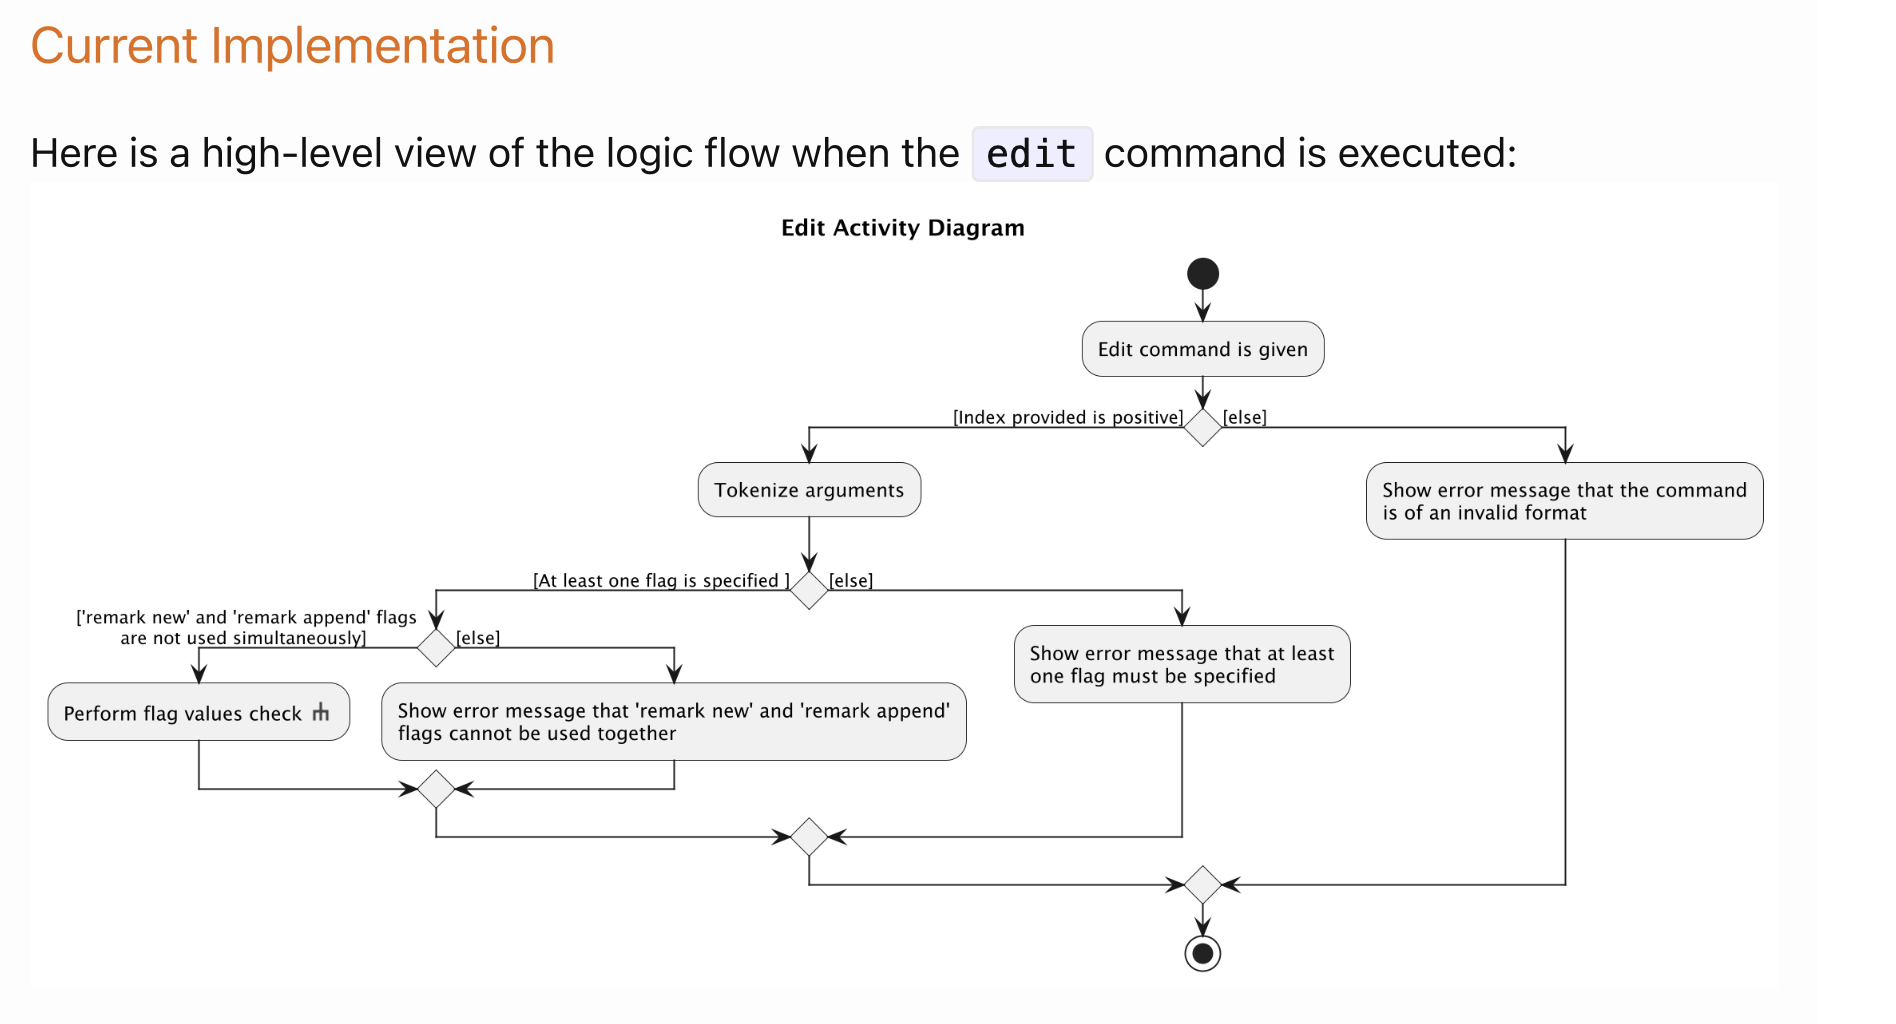 Current Implementation
Here is a high-level view of the logic flow when the edit command is executed:
Edit Activity Diagram
Edit command is given
[Index provided is positive]
[else]
Tokenize arguments
Show error message that the command
is of an invalid format
[At least one flag is specified ]
[else]
['remark new' and 'remark append' flags
are not used simultaneously]
[else]
Show error message that at least
one flag must be specified
Perform flag values check
Show error message that 'remark new' and 'remark append'
flags cannot be used together